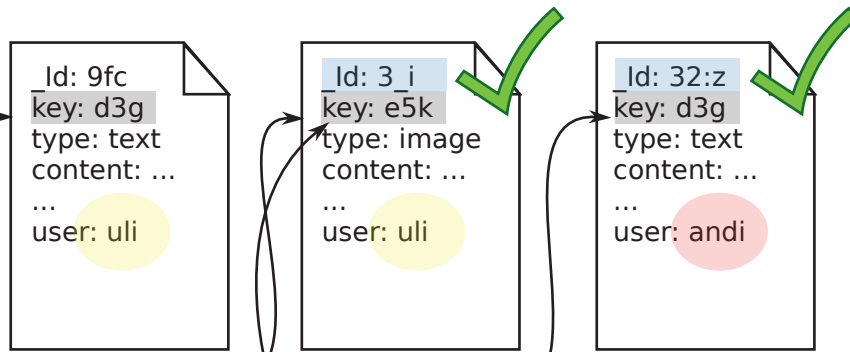 _Id: 9fc
key: d3g
type: text
content: ...
...
user: uli
_Id: 3_i
key: e5k
type: image
content: ...
...
user: uli
_Id: 32:z
key: d3g
type: text
content: ...
...
user: andi